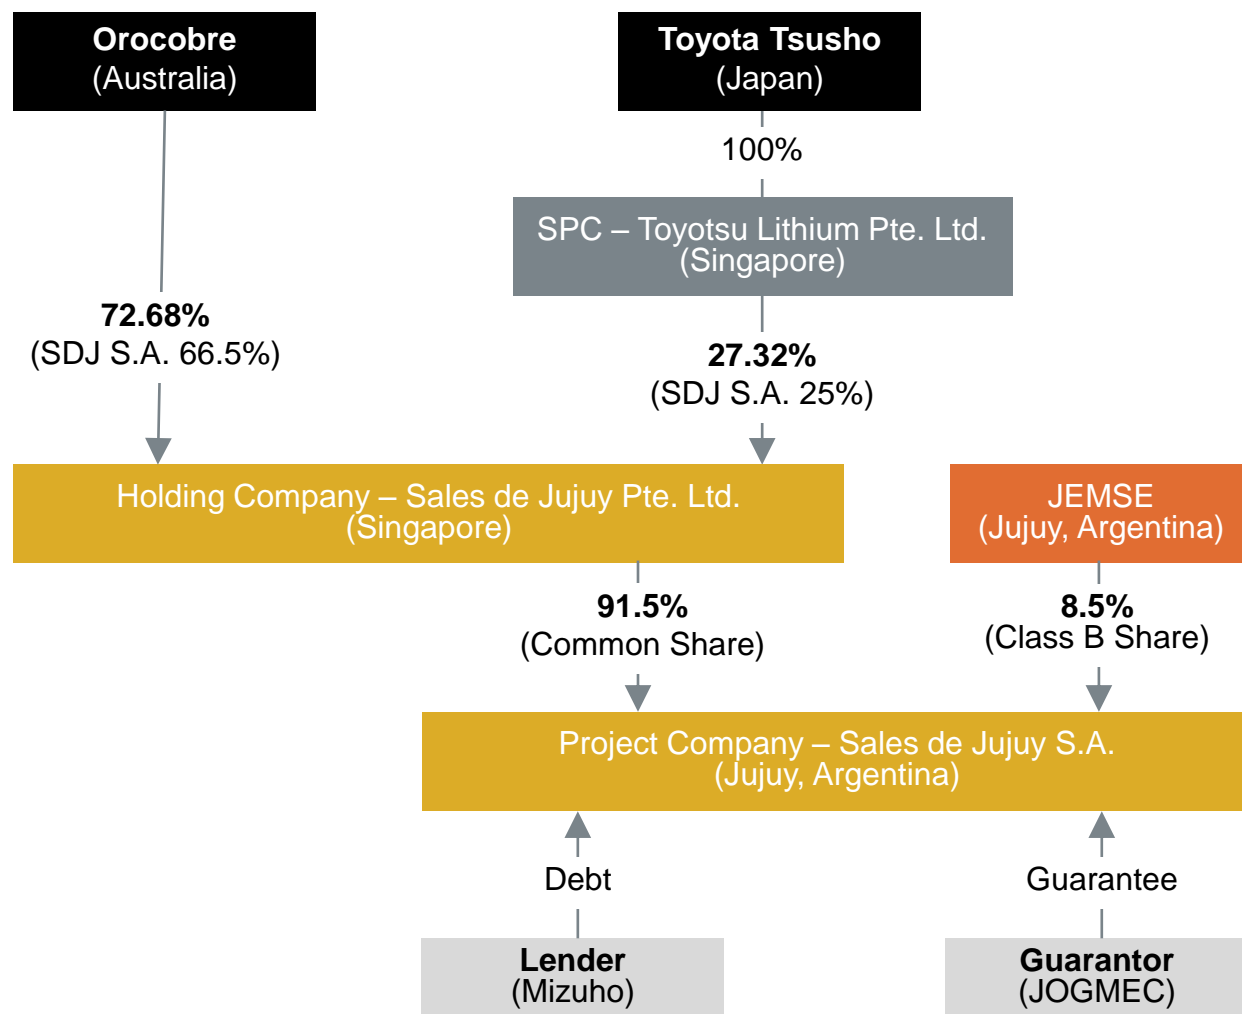 Orocobre
(Australia)
Toyota Tsusho
(Japan)
100%
SPC – Toyotsu Lithium Pte. Ltd.
(Singapore)
72.68%
(SDJ S.A. 66.5%)
27.32%
(SDJ S.A. 25%)
Holding Company – Sales de Jujuy Pte. Ltd.
(Singapore)
JEMSE
(Jujuy, Argentina)
91.5%
(Common Share)
8.5%
(Class B Share)
Project Company – Sales de Jujuy S.A.
(Jujuy, Argentina)
Debt
Guarantee
Lender
(Mizuho)
Guarantor
(JOGMEC)